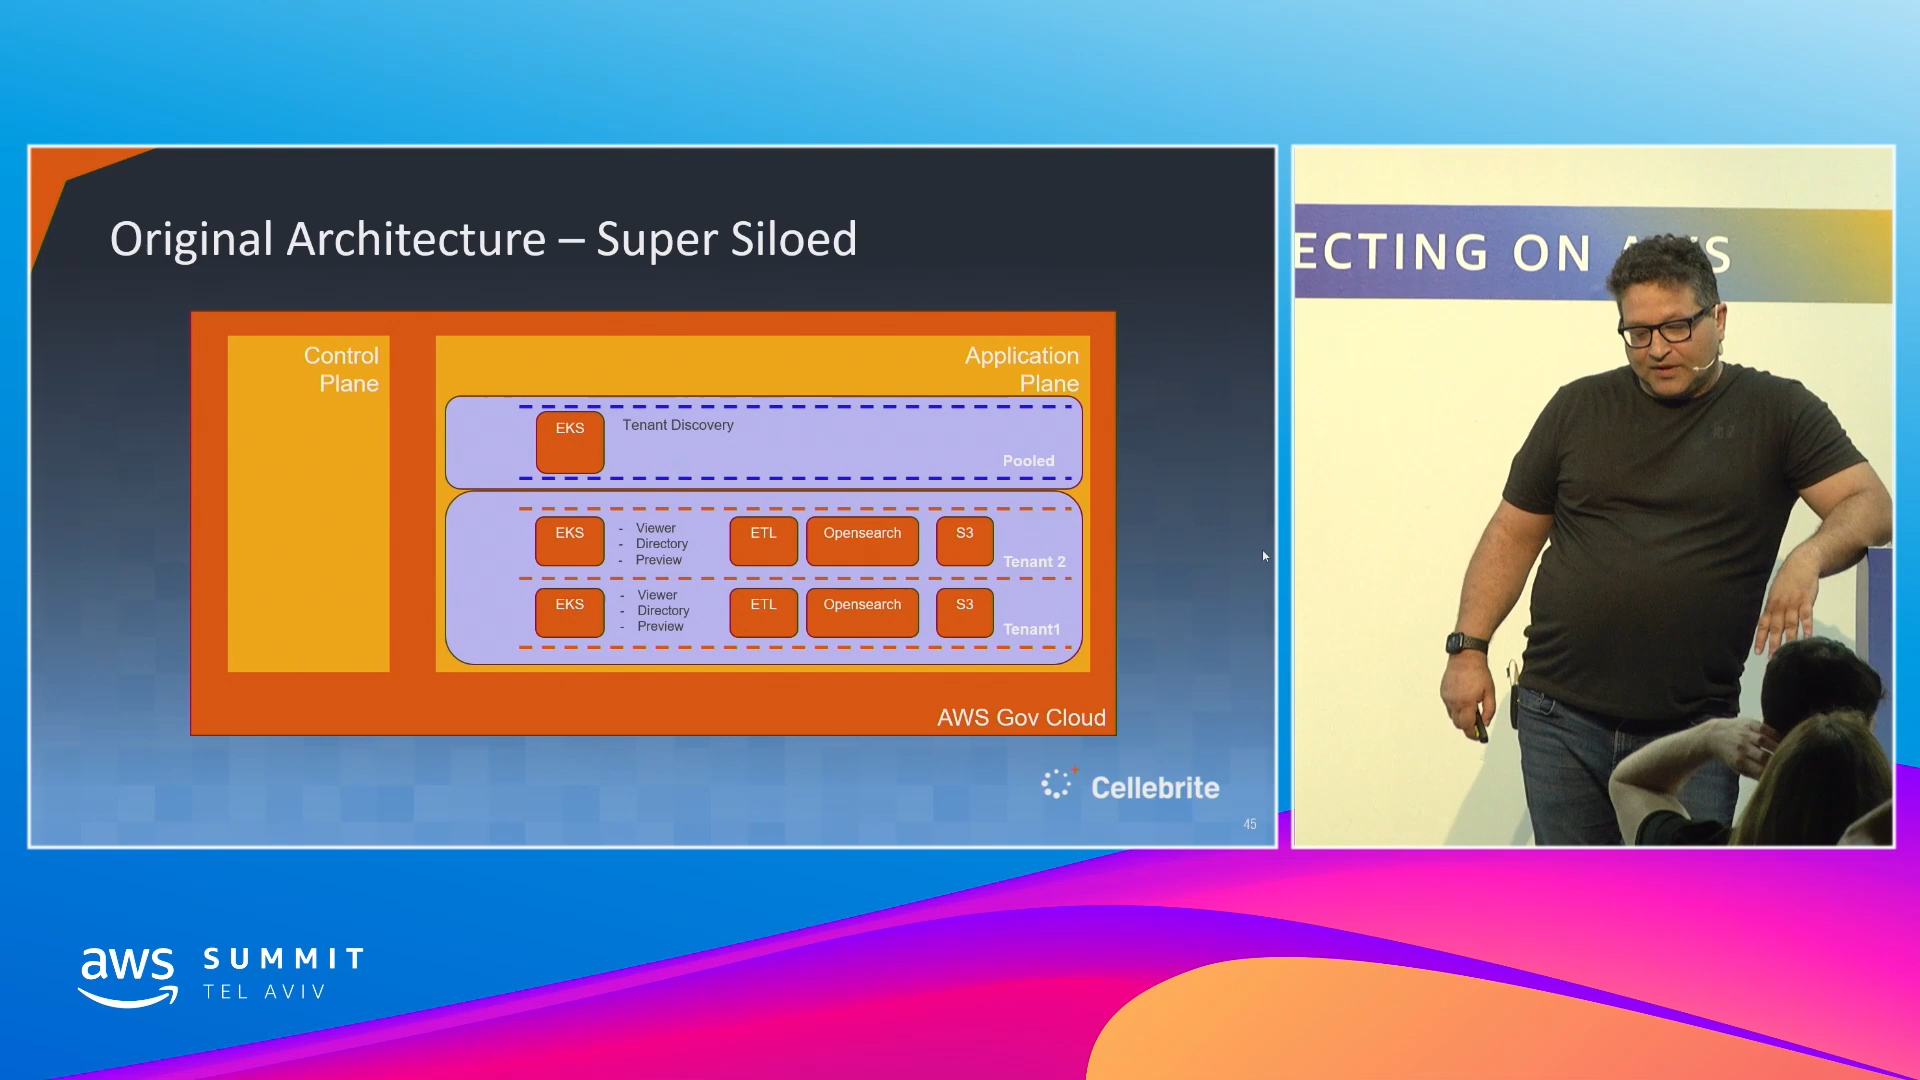 Original Architecture – Super Siloed
Control
Plane
Application
Plane
EKS
Tenant Discovery
Pooled
EKS
- Viewer
- Directory
- Preview
ETL
Opensearch
S3
Tenant 2
EKS
- Viewer
- Directory
- Preview
ETL
Opensearch
S3
Tenant1
AWS Gov Cloud
Cellebrite
45
ECTING ON AWS
aws
SUMMIT
TEL AVIV